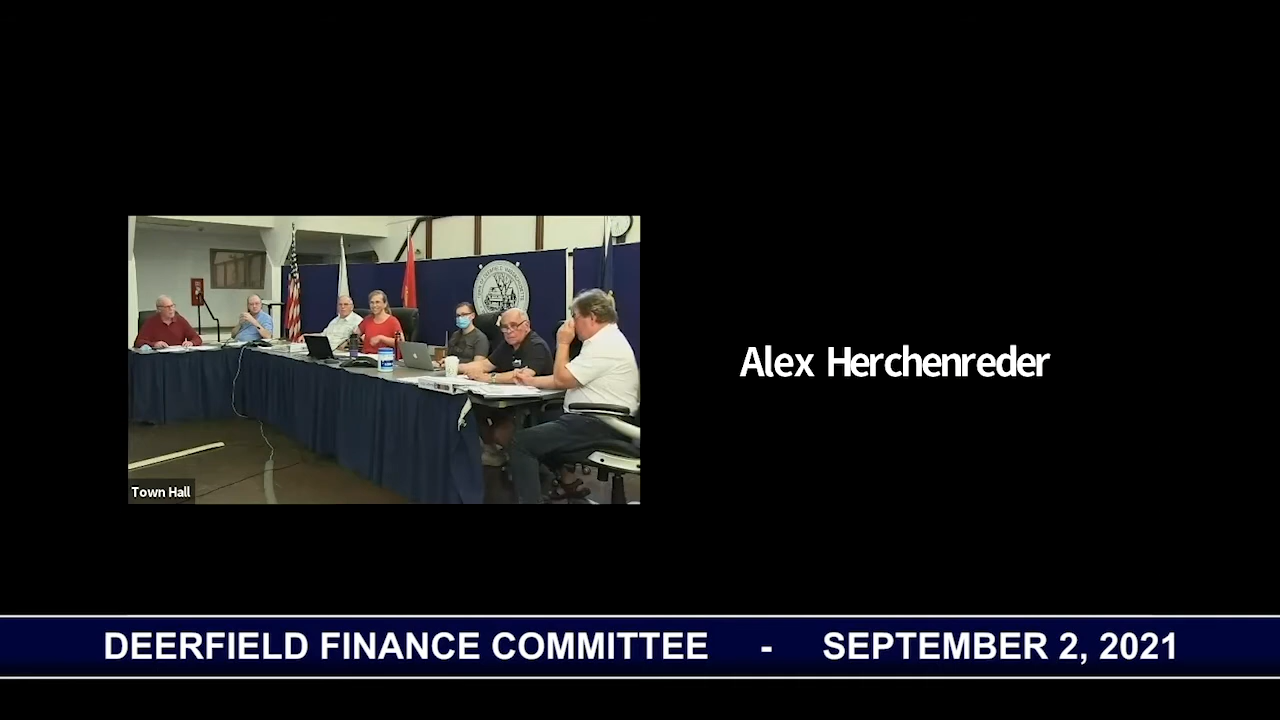 Alex Herchenreder
Town Hall
DEERFIELD FINANCE COMMITTEE - SEPTEMBER 2, 2021